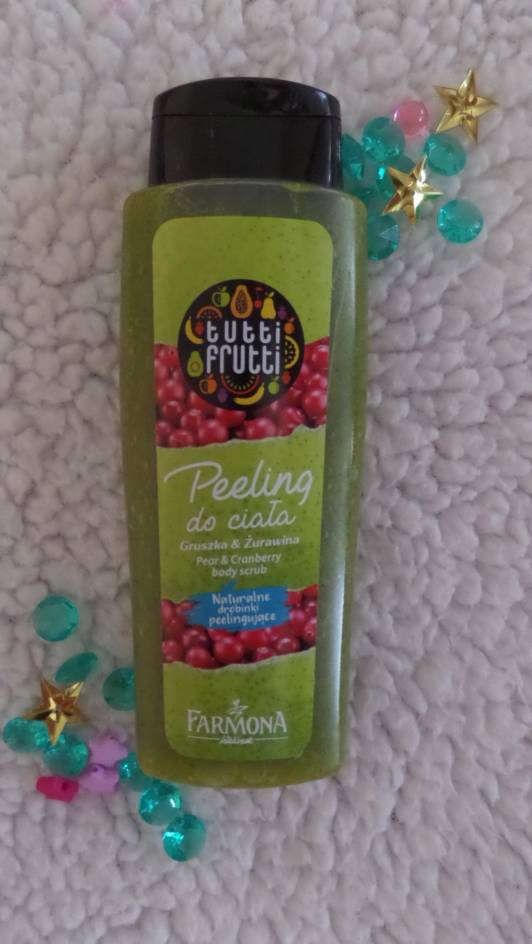 tutti
frutti
Peeling
do ciała
Gruszka & Żurawina
Pear & Cranberry
body scrub
Naturalne
drobinki
peelingujące
FARMONA